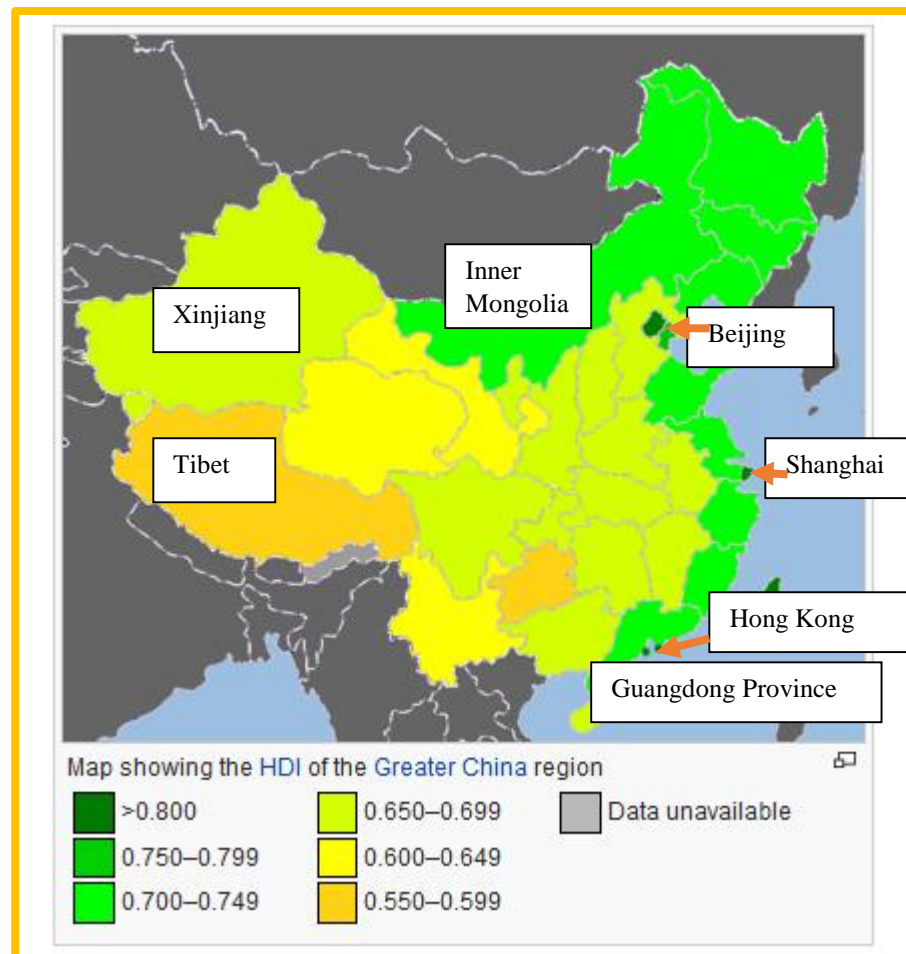 Inner
Mongolia
Xinjiang
Beijing
Tibet
Shanghai
Hong Kong
Guangdong Province
Map showing the HDI of the Greater China region
>0.800
0.650–0.699
Data unavailable
0.750–0.799
0.600–0.649
0.700–0.749
0.550–0.599